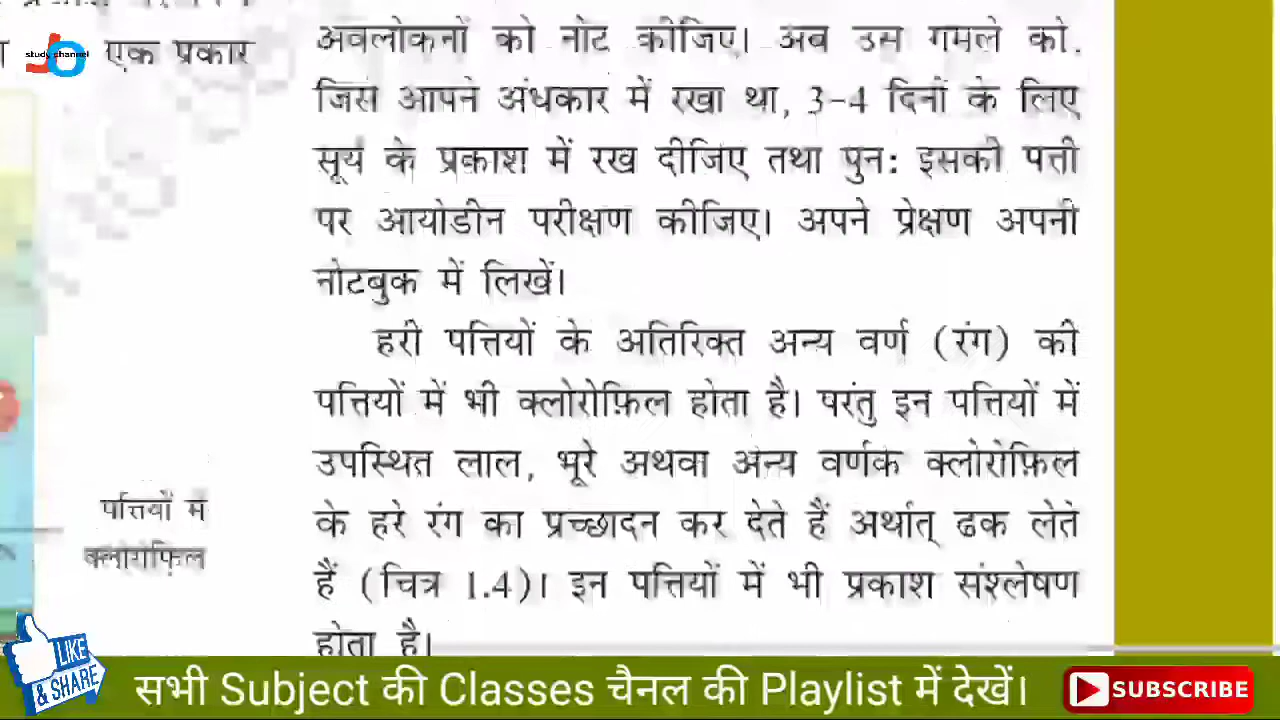 study channel
एक प्रकार
अवलोकनों को नोट कीजिए। अब उस गमले को,
जिसे आपने अंधकार में रखा था, 3-4 दिनों के लिए
सूर्य के प्रकाश में रख दीजिए तथा पुन: इसकी पत्ती
पर आयोडीन परीक्षण कीजिए। अपने प्रेक्षण अपनी
नोटबुक में लिखें।
हरी पत्तियों के अतिरिक्त अन्य वर्ण (रंग) की
पत्तियों में भी क्लोरोफ़िल होता है। परंतु इन पत्तियों में
उपस्थित लाल, भूरे अथवा अन्य वर्णक क्लोरोफ़िल
के हरे रंग का प्रच्छादन कर देते हैं अर्थात् ढक लेते
हैं (चित्र 1.4)। इन पत्तियों में भी प्रकाश संश्लेषण
होता है।
पत्तियों में
क्लोरोफिल
LIKE
& SHARE
सभी Subject की Classes चैनल की Playlist में देखें।
SUBSCRIBE